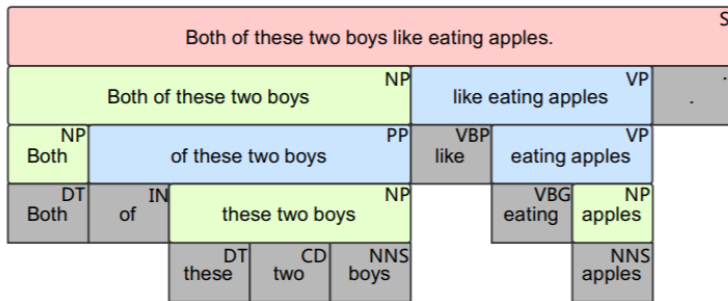 S
Both of these two boys like eating apples.
NP VP .
Both of these two boys like eating apples .
NP PP VBP VP
Both of these two boys like eating apples
DT IN NP VBG NP
Both of these two boys eating apples
DT CD NNS NNS
these two boys apples